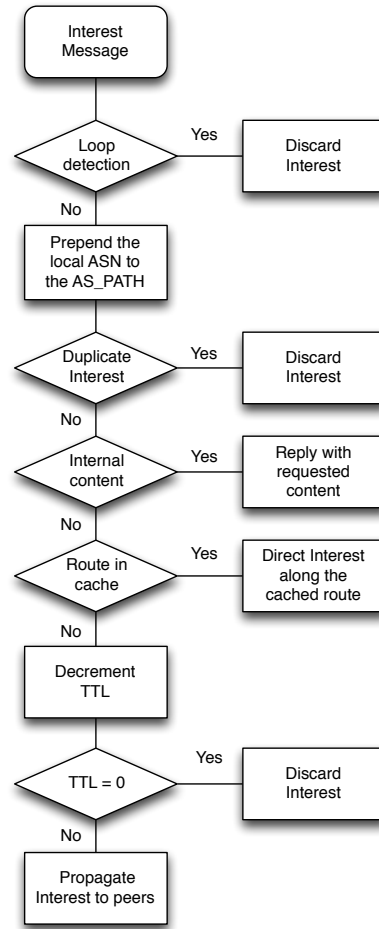 Interest
Message
Loop
detection
Yes
Discard
Interest
No
Prepend the
local ASN to
the AS_PATH
Duplicate
Interest
Yes
Discard
Interest
No
Internal
content
Yes
Reply with
requested
content
No
Route in
cache
Yes
Direct Interest
along the
cached route
No
Decrement
TTL
TTL = 0
Yes
Discard
Interest
No
Propagate
Interest to peers